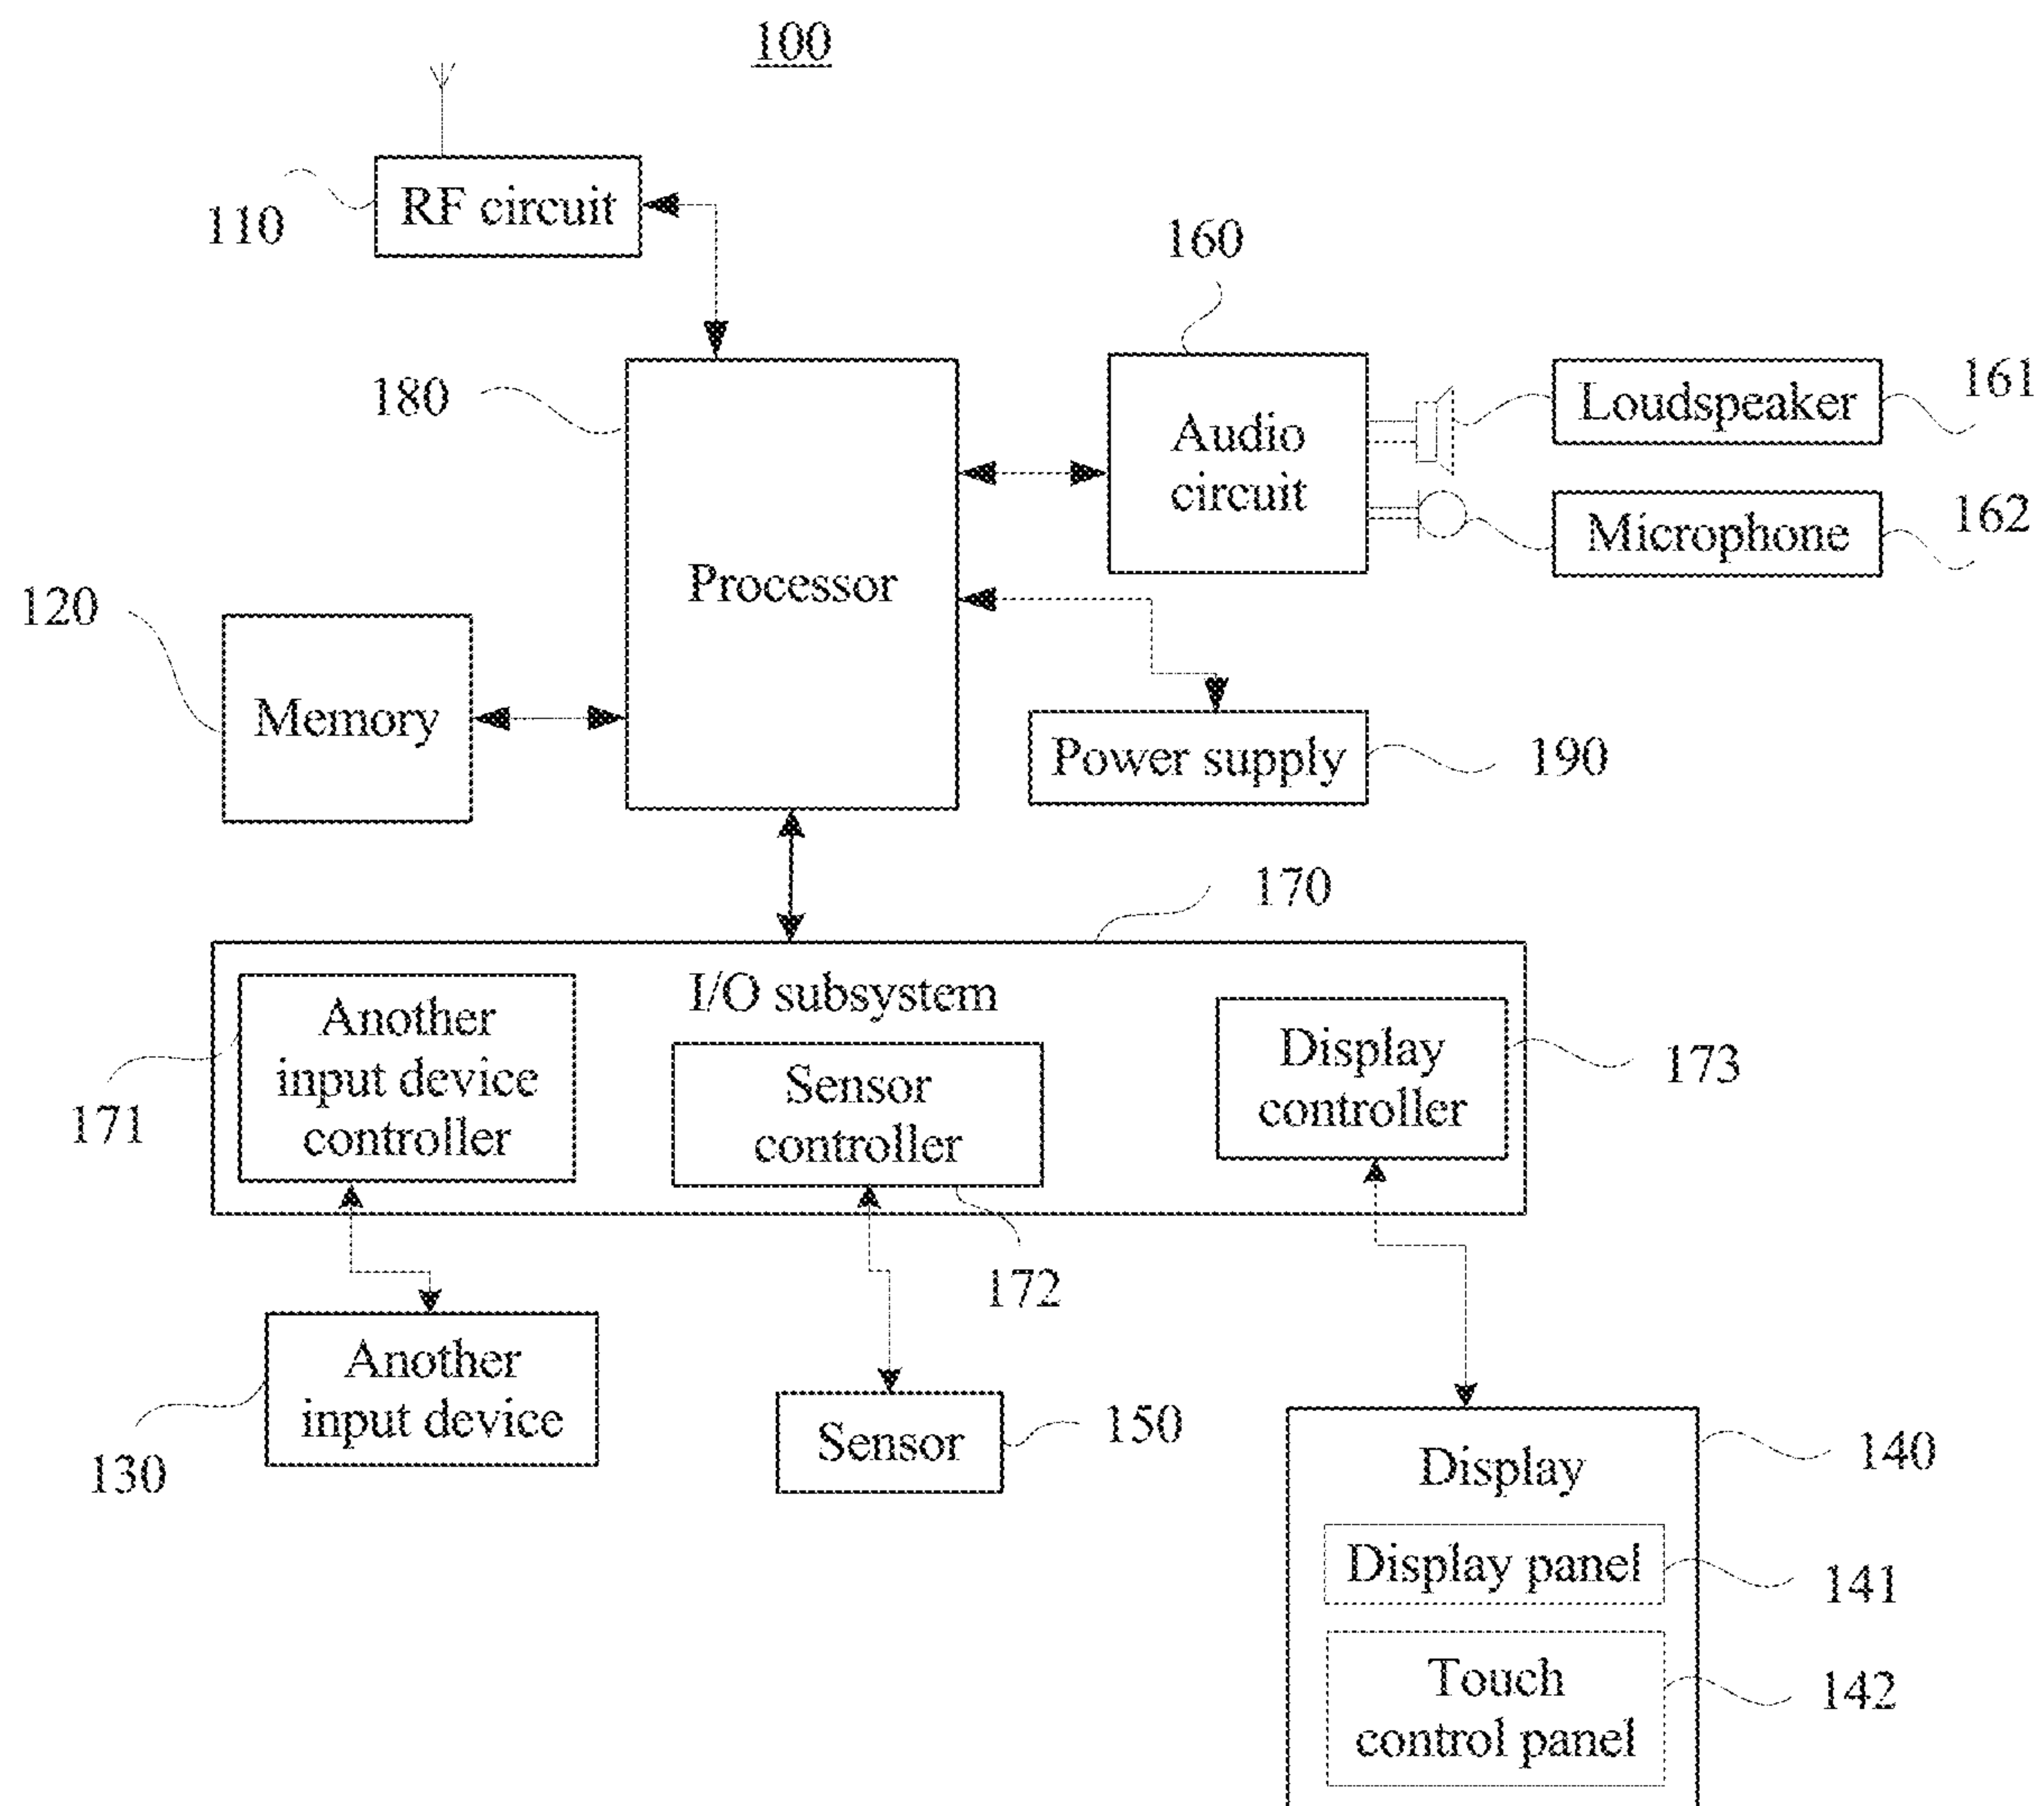 100
RF circuit
110
160
180
Loudspeaker
161
Audio
circuit
Microphone
162
Processor
120
Memory
Power supply
190
170
I/O subsystem
Another
input device
controller
171
Sensor
controller
Display
controller
173
172
Another
input device
130
Sensor
150
Display
140
Display panel
141
Touch
control panel
142